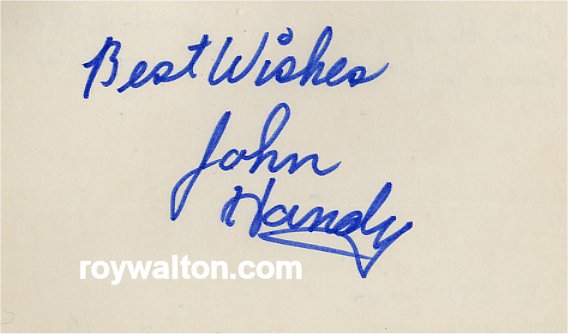 Best Wishes
John
Handy
roywalton.com